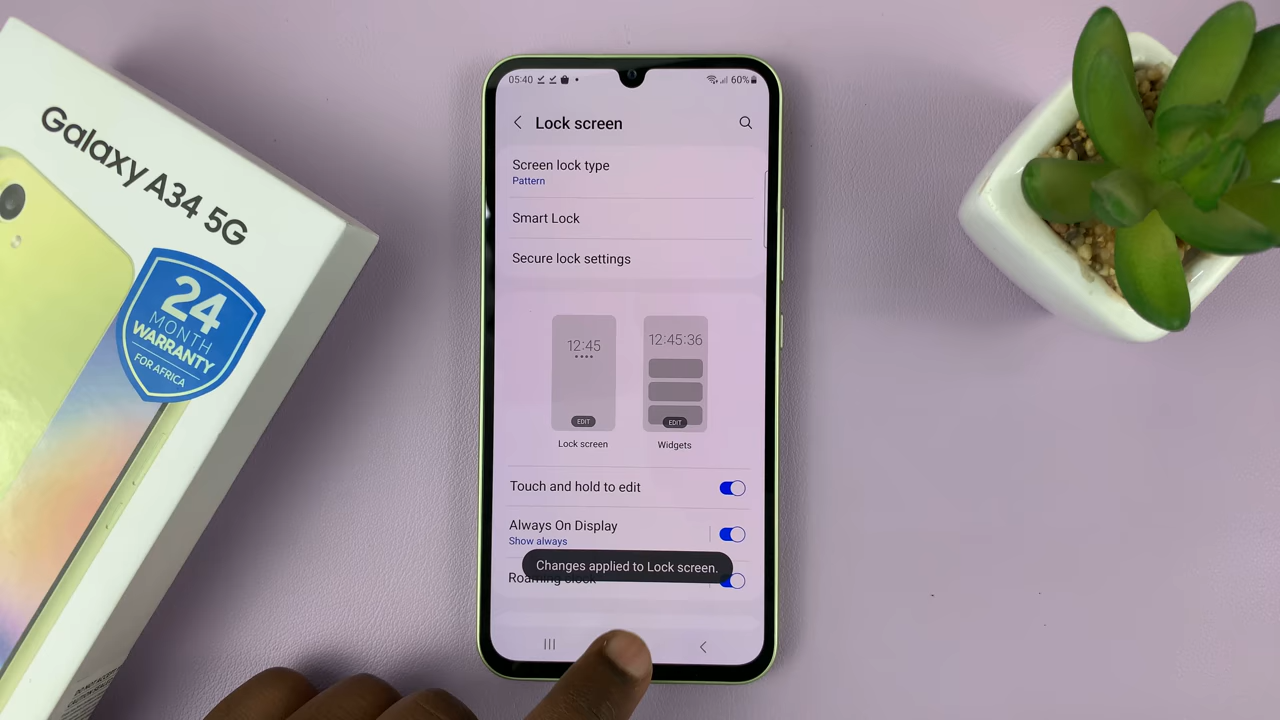 Galaxy A34 5G
24
MONTH
WARRANTY
FOR AFRICA
05:40
60%
Lock screen
Screen lock type
Pattern
Smart Lock
Secure lock settings
12:45
12:45:36
EDIT
EDIT
Lock screen
Widgets
Touch and hold to edit
Always On Display
Show always
Changes applied to Lock screen.
Roaming clock